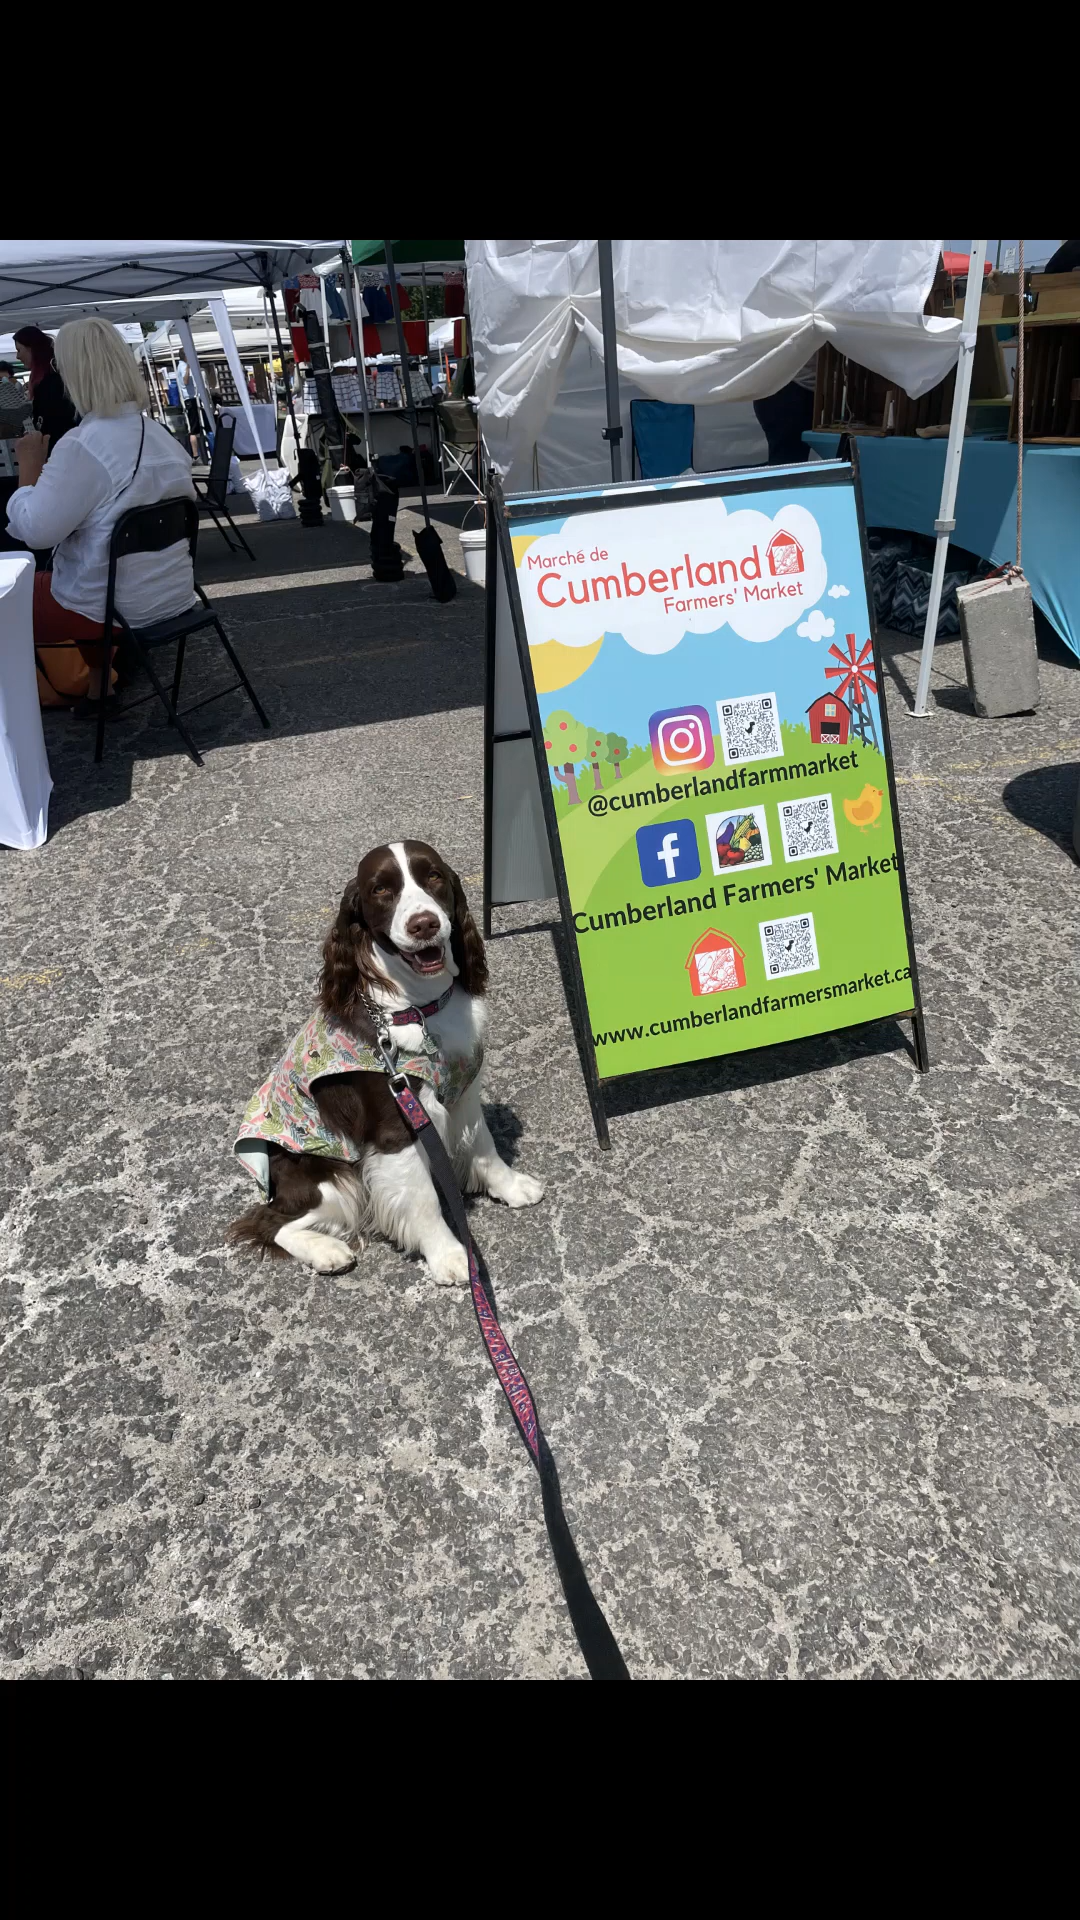 Marché de
Cumberland
Farmers' Market
@cumberlandfarmmarket
Cumberland Farmers' Market
www.cumberlandfarmersmarket.ca